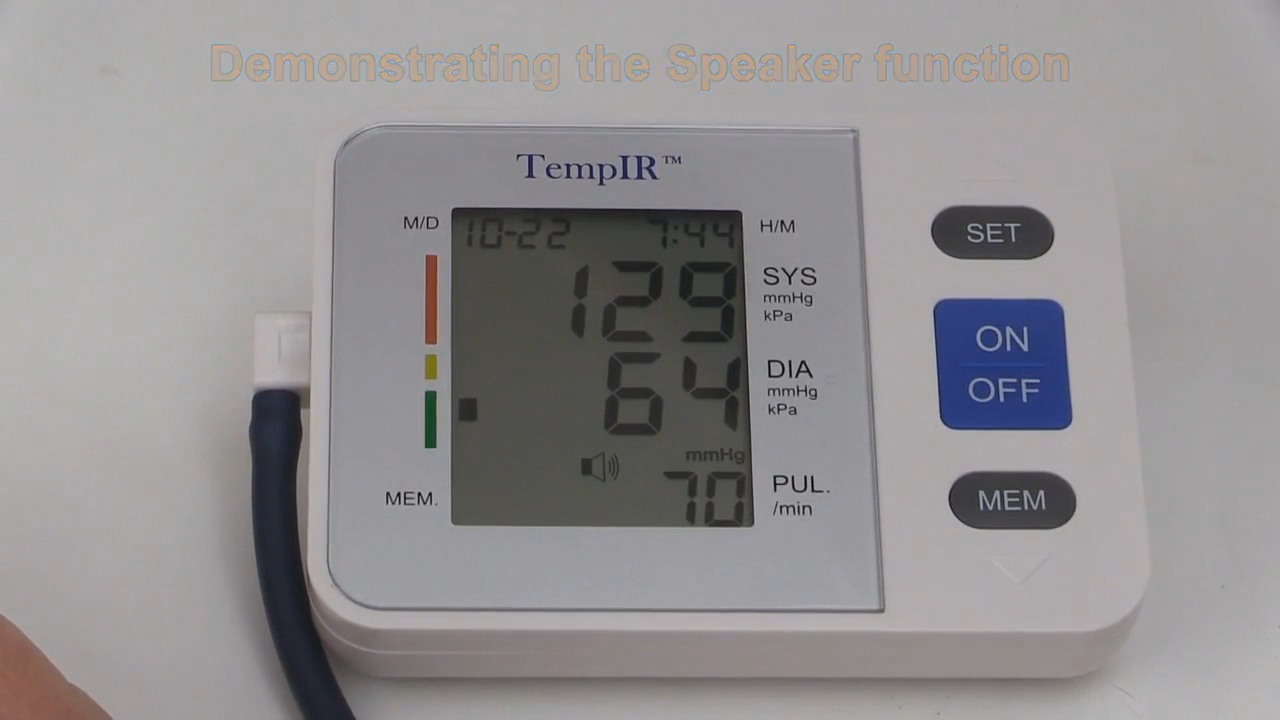 Demonstrating the Speaker function
TempIR™
M/D
10-22 7:44
H/M
129
SYS
mmHg
kPa
64
DIA
mmHg
kPa
mmHg
MEM.
70
PUL.
/min
SET
ON
OFF
MEM